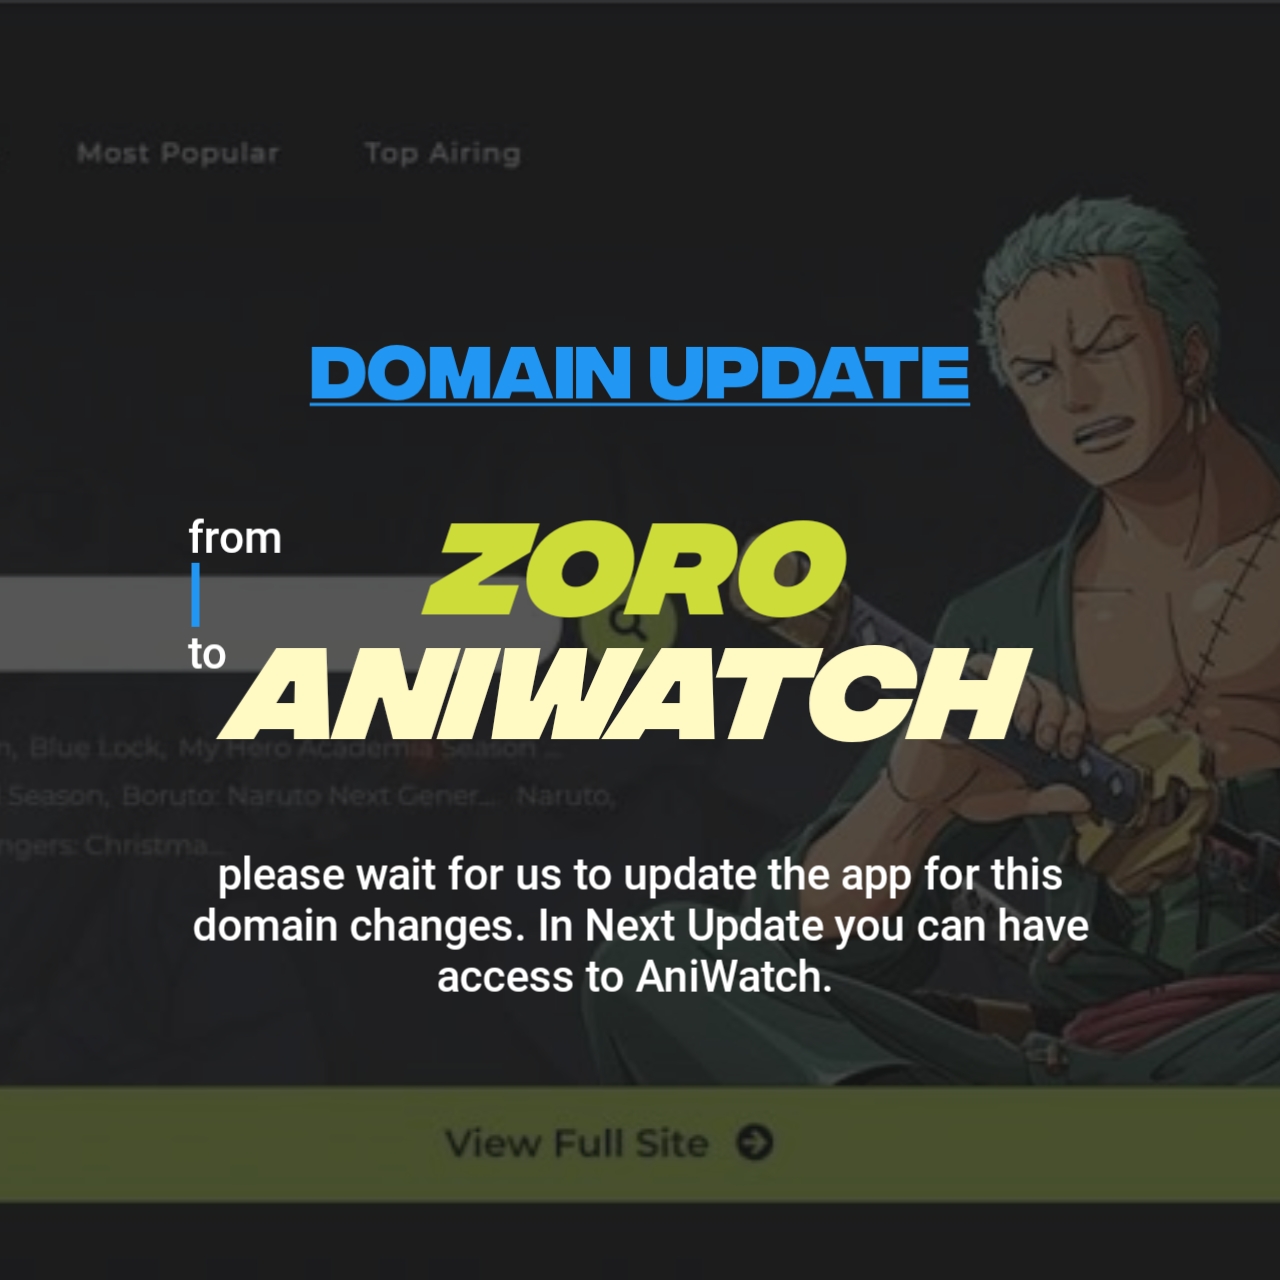 Most Popular Top Airing
DOMAIN UPDATE
from
ZORO
to
ANIWATCH
Blue Lock, My Hero Academia Season ...
Season, Boruto: Naruto Next Gener... Naruto,
ngers: Christma...
please wait for us to update the app for this
domain changes. In Next Update you can have
access to AniWatch.
View Full Site